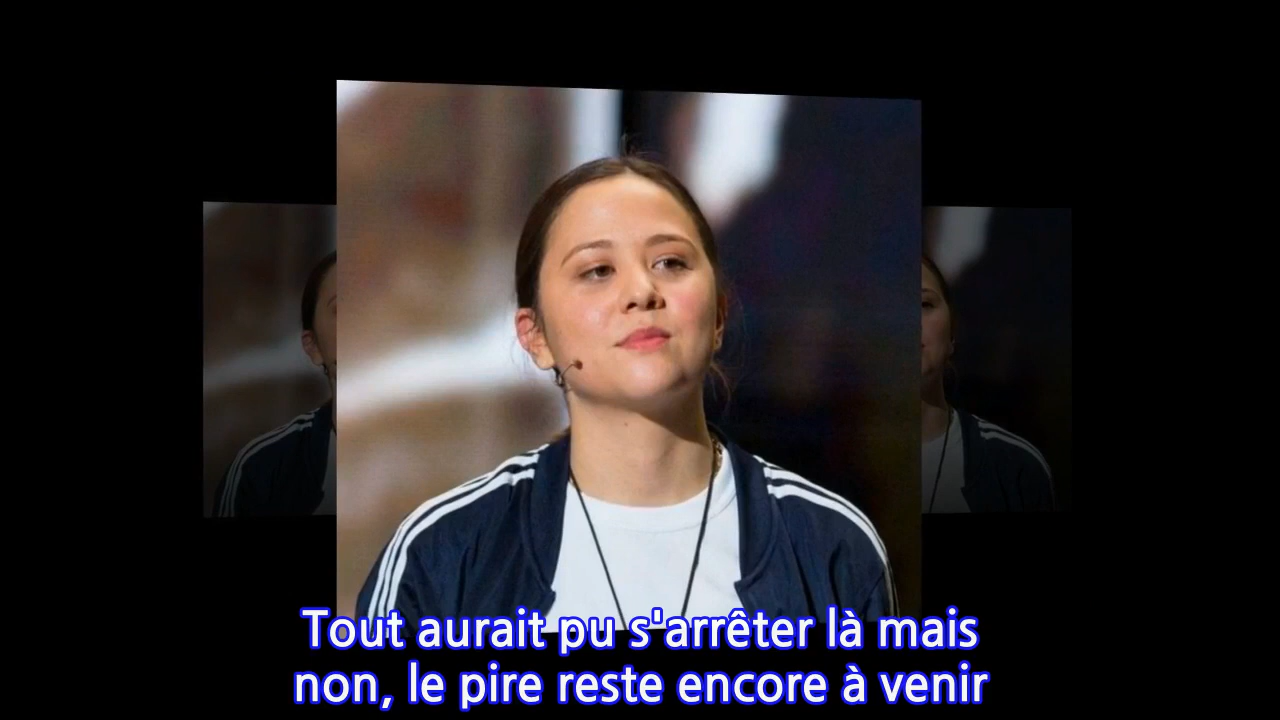 Tout aurait pu s'arrêter là mais
non, le pire reste encore à venir